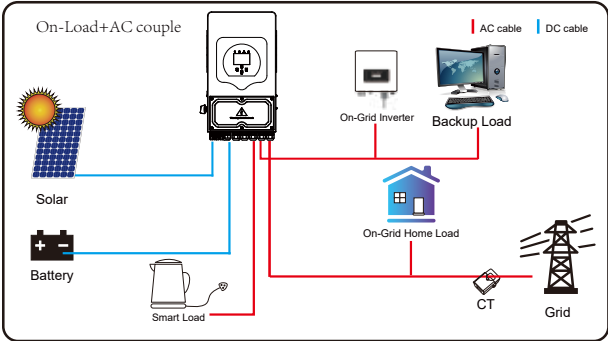 On-Load+AC couple
AC cable
DC cable
On-Grid Inverter
Backup Load
Solar
On-Grid Home Load
Battery
Smart Load
CT
Grid